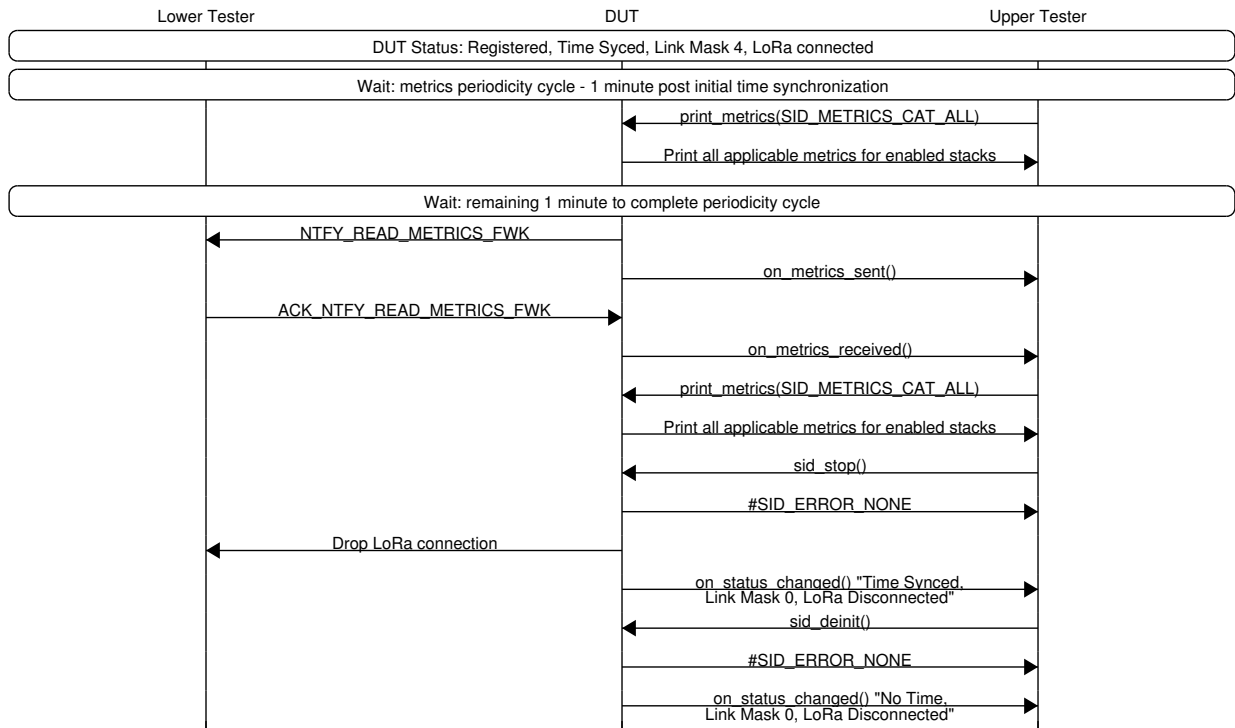 Lower Tester DUT Upper Tester
DUT Status: Registered, Time Syced, Link Mask 4, LoRa connected
Wait: metrics periodicity cycle - 1 minute post initial time synchronization
print_metrics(SID_METRICS_CAT_ALL)
Print all applicable metrics for enabled stacks
Wait: remaining 1 minute to complete periodicity cycle
NTFY_READ_METRICS_FWK
on_metrics_sent()
ACK_NTFY_READ_METRICS_FWK
on_metrics_received()
print_metrics(SID_METRICS_CAT_ALL)
Print all applicable metrics for enabled stacks
sid_stop()
#SID_ERROR_NONE
Drop LoRa connection
on_status_changed() "Time Synced,
Link Mask 0, LoRa Disconnected"
sid_deinit()
#SID_ERROR_NONE
on_status_changed() "No Time,
Link Mask 0, LoRa Disconnected"